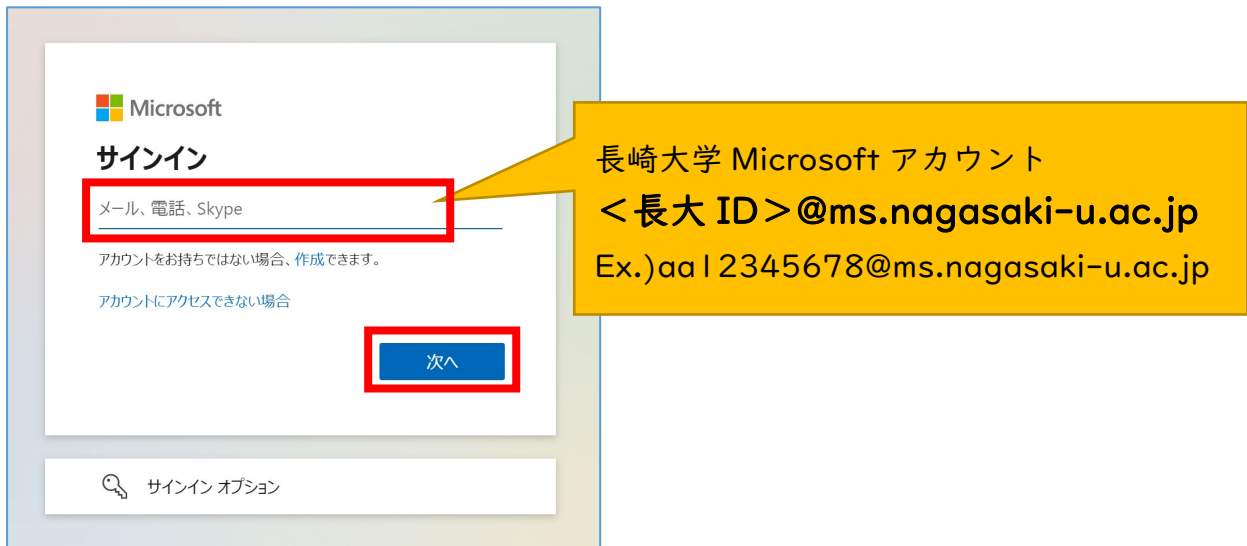 Microsoft
サインイン
メール、電話、Skype
アカウントをお持ちではない場合、作成できます。
アカウントにアクセスできない場合
次へ
サインイン オプション
長崎大学 Microsoft アカウント
＜長大 ID＞@ms.nagasaki-u.ac.jp
Ex.)aa12345678@ms.nagasaki-u.ac.jp